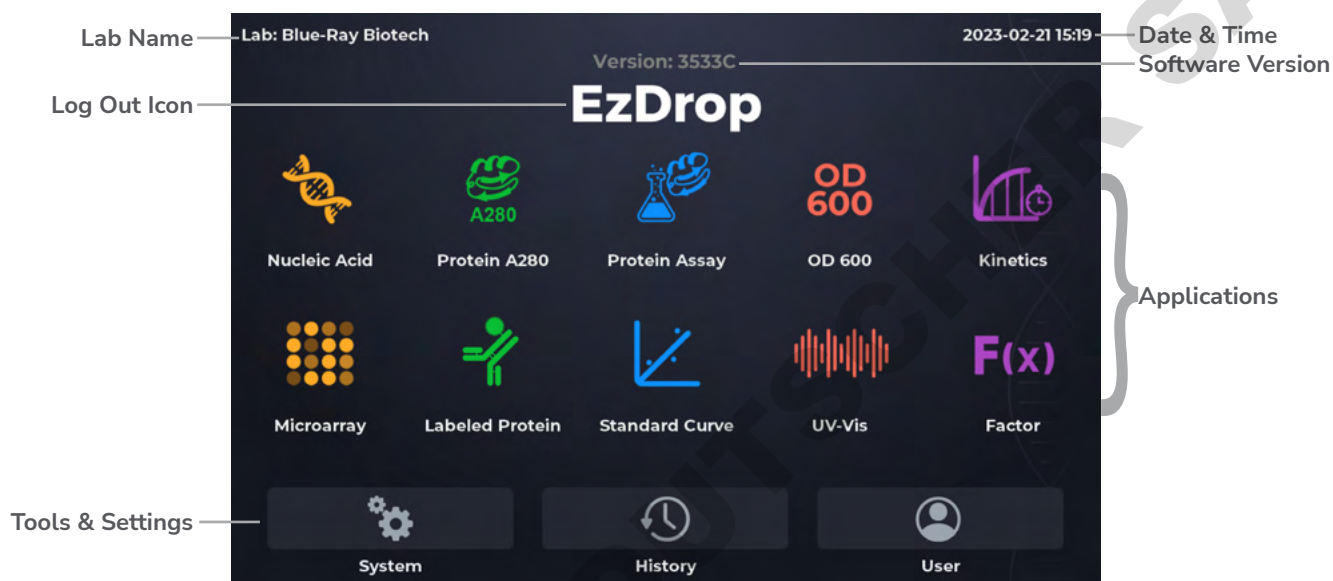 Lab Name
Lab: Blue-Ray Biotech
2023-02-21 15:19
Date & Time
Version: 3533C
Software Version
Log Out Icon
EzDrop
OD
600
A280
Nucleic Acid
Protein A280
Protein Assay
OD 600
Kinetics
Applications
F(x)
Microarray
Labeled Protein
Standard Curve
UV-Vis
Factor
Tools & Settings
System
History
User